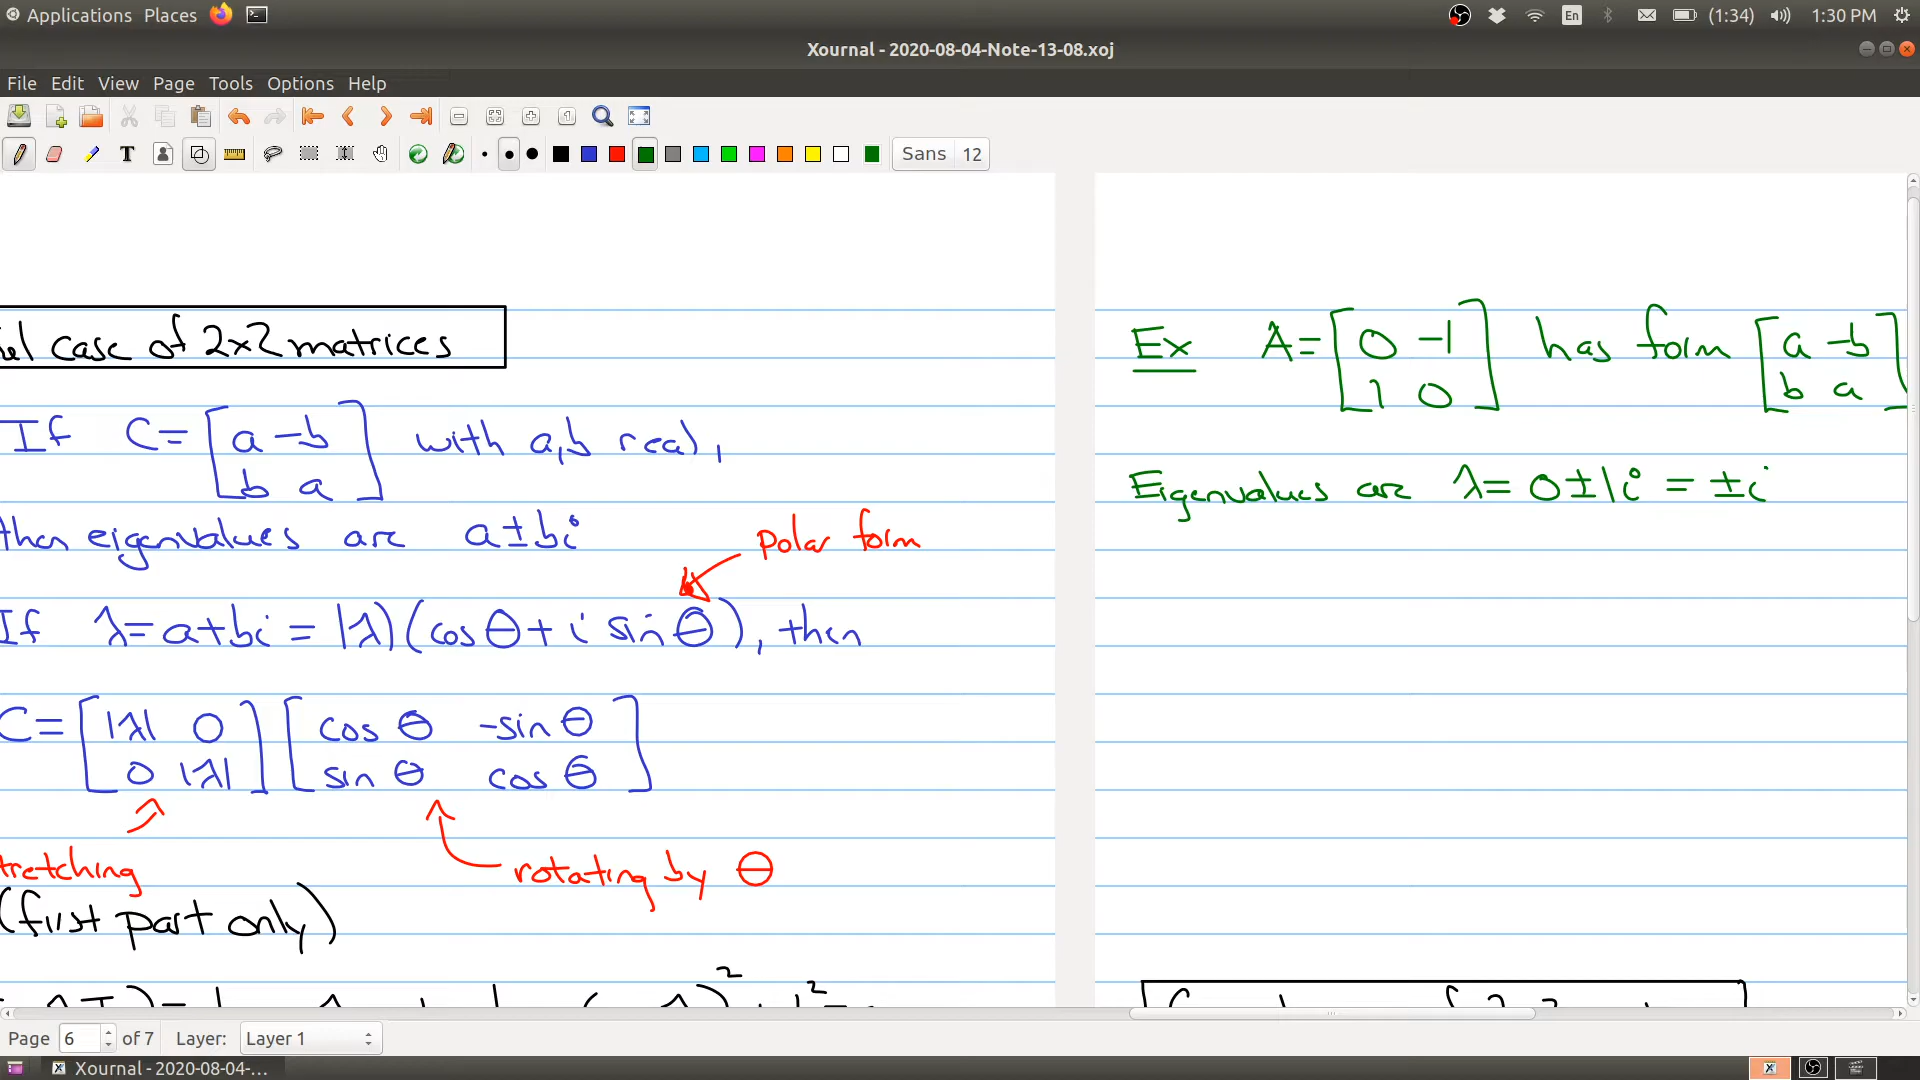 Applications Places En (1:34) 1:30 PM
Xournal - 2020-08-04-Note-13-08.xoj
File Edit View Page Tools Options Help
T Sans 12
case of 2x2 matrices
If C = [a -b
b a] with a,b real,
then eigenvalues are a±bi
polar form
If λ=a+bi = |λ|(cos θ + i sin θ), then
C = [|λ| 0
0 |λ|] [cos θ -sin θ
sin θ cos θ]
tretching
rotating by θ
(first part only)
Ex A = [0 -1
1 0] has form [a -b
b a]
Eigenvalues are λ = 0 ± 1i = ±i
Page 6 of 7 Layer: Layer 1
Xournal - 2020-08-04-...